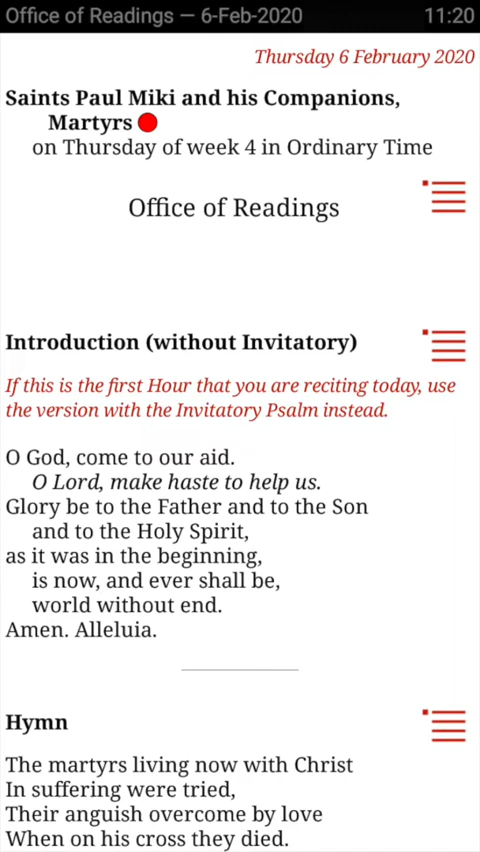 Office of Readings — 6-Feb-2020 11:20
Thursday 6 February 2020
Saints Paul Miki and his Companions,
Martyrs
on Thursday of week 4 in Ordinary Time
Office of Readings
Introduction (without Invitatory)
If this is the first Hour that you are reciting today, use
the version with the Invitatory Psalm instead.
O God, come to our aid.
O Lord, make haste to help us.
Glory be to the Father and to the Son
and to the Holy Spirit,
as it was in the beginning,
is now, and ever shall be,
world without end.
Amen. Alleluia.
Hymn
The martyrs living now with Christ
In suffering were tried,
Their anguish overcome by love
When on his cross they died.